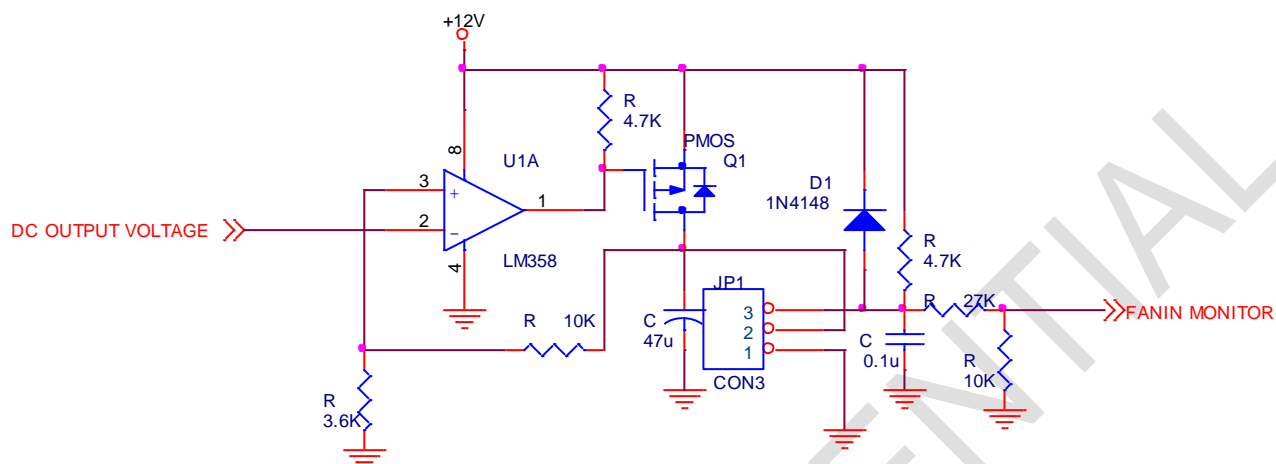 +12V
R
4.7K
PMOS
Q1
8
U1A
3
+
1
2
-
4
LM358
DC OUTPUT VOLTAGE
D1
1N4148
R
4.7K
JP1
R 10K
C
47u
3
2
1
CON3
R 27K
FANIN MONITOR
C
0.1u
R
10K
R
3.6K
ENTIAL